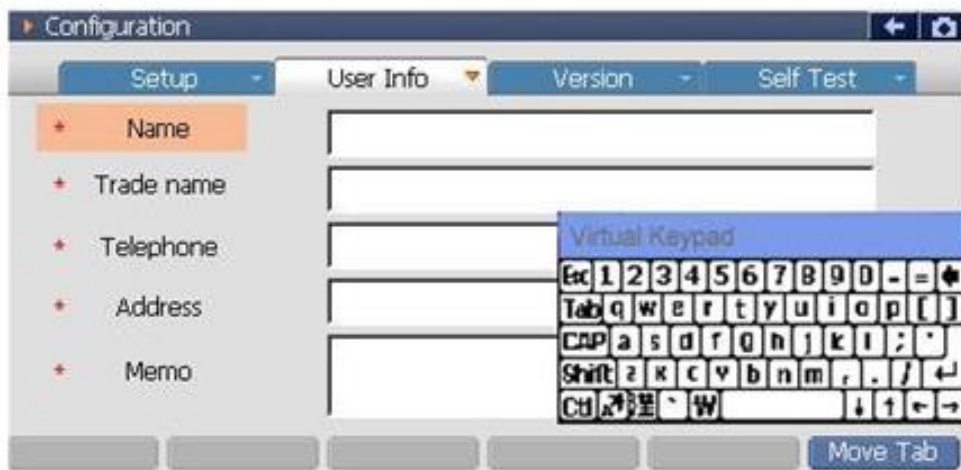 Configuration
Setup User Info Version Self Test
* Name
* Trade name
* Telephone
* Address
* Memo
Virtual Keypad
Esc 1 2 3 4 5 6 7 8 9 0 - =
Tab q w e r t y u i o p [ ]
CAP a s d f g h j k l ; '
Shift z x c v b n m , . /
Ctl ` ₩ ↓ ↑ ← →
Move Tab